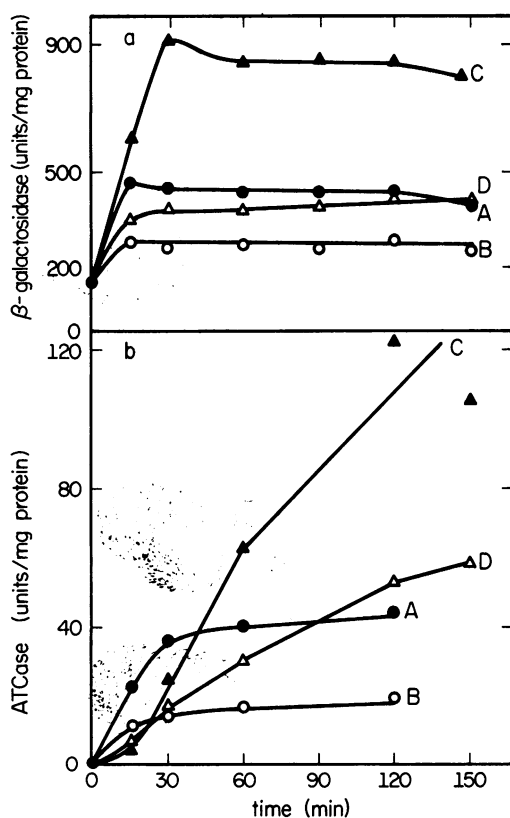 a
β-galactosidase (units/mg protein)
900
500
200
0
C
D
A
B
b
ATCase (units/mg protein)
120
80
40
0
C
D
A
B
0 30 60 90 120 150
time (min)